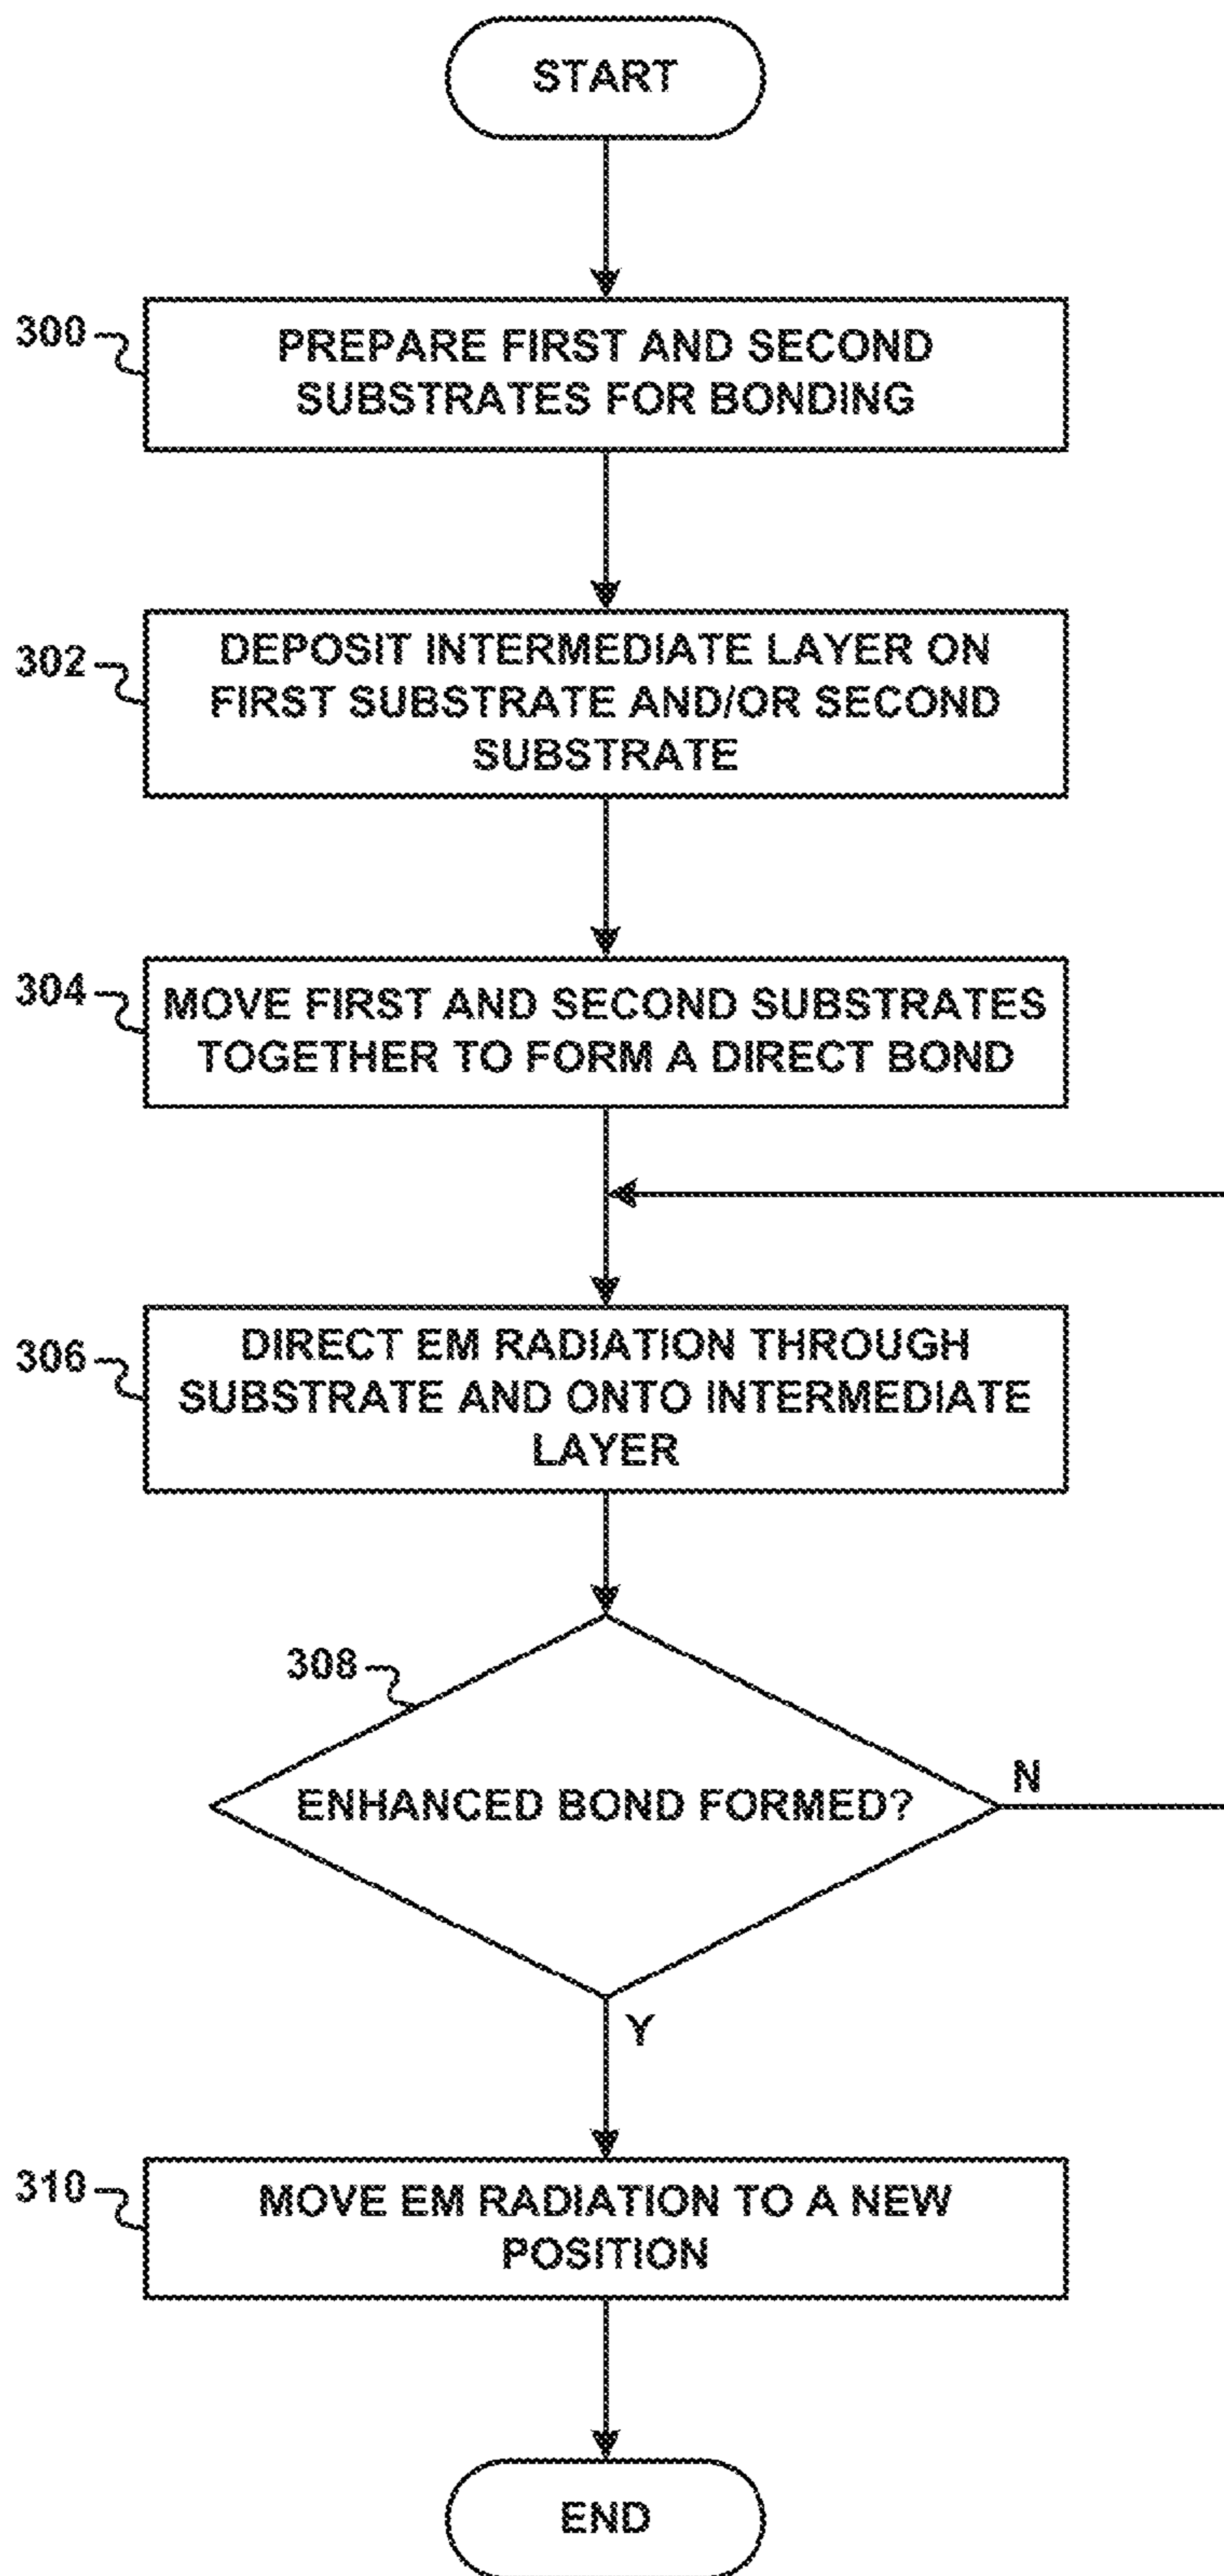 START
300
PREPARE FIRST AND SECOND
SUBSTRATES FOR BONDING
302
DEPOSIT INTERMEDIATE LAYER ON
FIRST SUBSTRATE AND/OR SECOND
SUBSTRATE
304
MOVE FIRST AND SECOND SUBSTRATES
TOGETHER TO FORM A DIRECT BOND
306
DIRECT EM RADIATION THROUGH
SUBSTRATE AND ONTO INTERMEDIATE
LAYER
308
ENHANCED BOND FORMED?
N
Y
310
MOVE EM RADIATION TO A NEW
POSITION
END